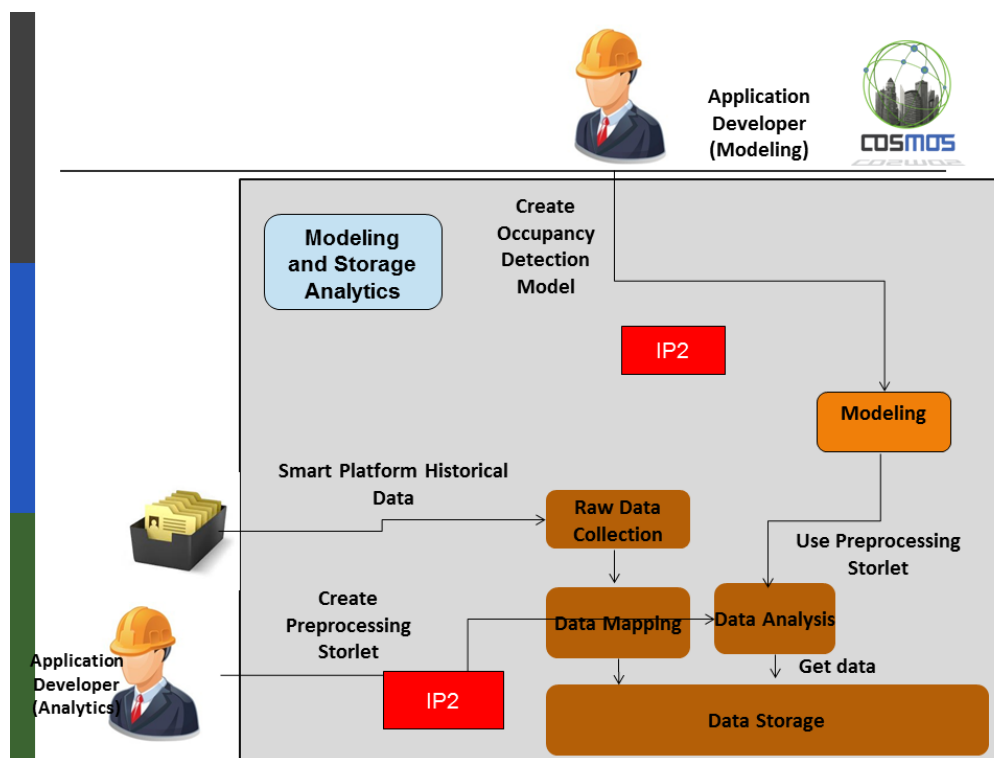 Application
Developer
(Modeling)
COSMOS
Create
Occupancy
Detection
Model
Modeling
and Storage
Analytics
IP2
Modeling
Smart Platform Historical
Data
Raw Data
Collection
Use Preprocessing
Storlet
Create
Preprocessing
Storlet
Data Mapping
Data Analysis
Application
Developer
(Analytics)
Get data
IP2
Data Storage